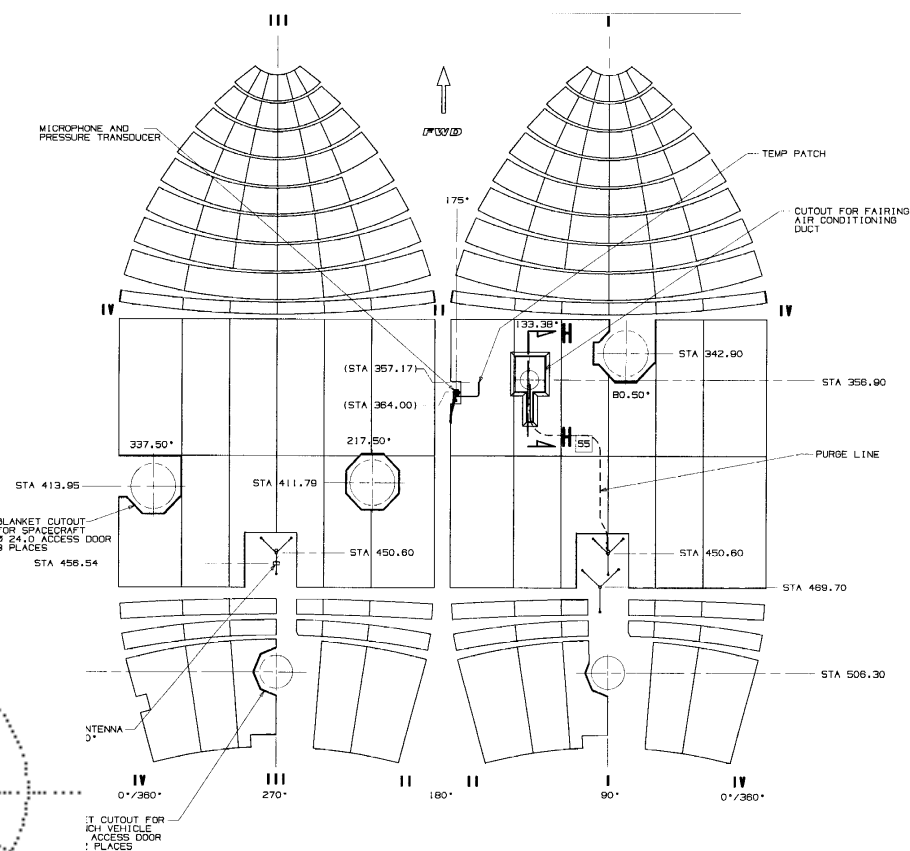 III
I
FWD
MICROPHONE AND
PRESSURE TRANSDUCER
TEMP PATCH
175°
CUTOUT FOR FAIRING
AIR CONDITIONING
DUCT
IV
II
IV
133.38°
H
STA 342.90
(STA 357.17)
STA 356.90
80.50°
(STA 364.00)
H
55
337.50°
217.50°
PURGE LINE
STA 413.95
STA 411.79
BLANKET CUTOUT
FOR SPACECRAFT
Ø 24.0 ACCESS DOOR
3 PLACES
STA 450.60
STA 450.60
STA 456.54
STA 469.70
STA 506.30
NTENNA
0°
IV
III
II
II
I
IV
0°/360°
270°
180°
90°
0°/360°
ET CUTOUT FOR
CH VEHICLE
ACCESS DOOR
PLACES